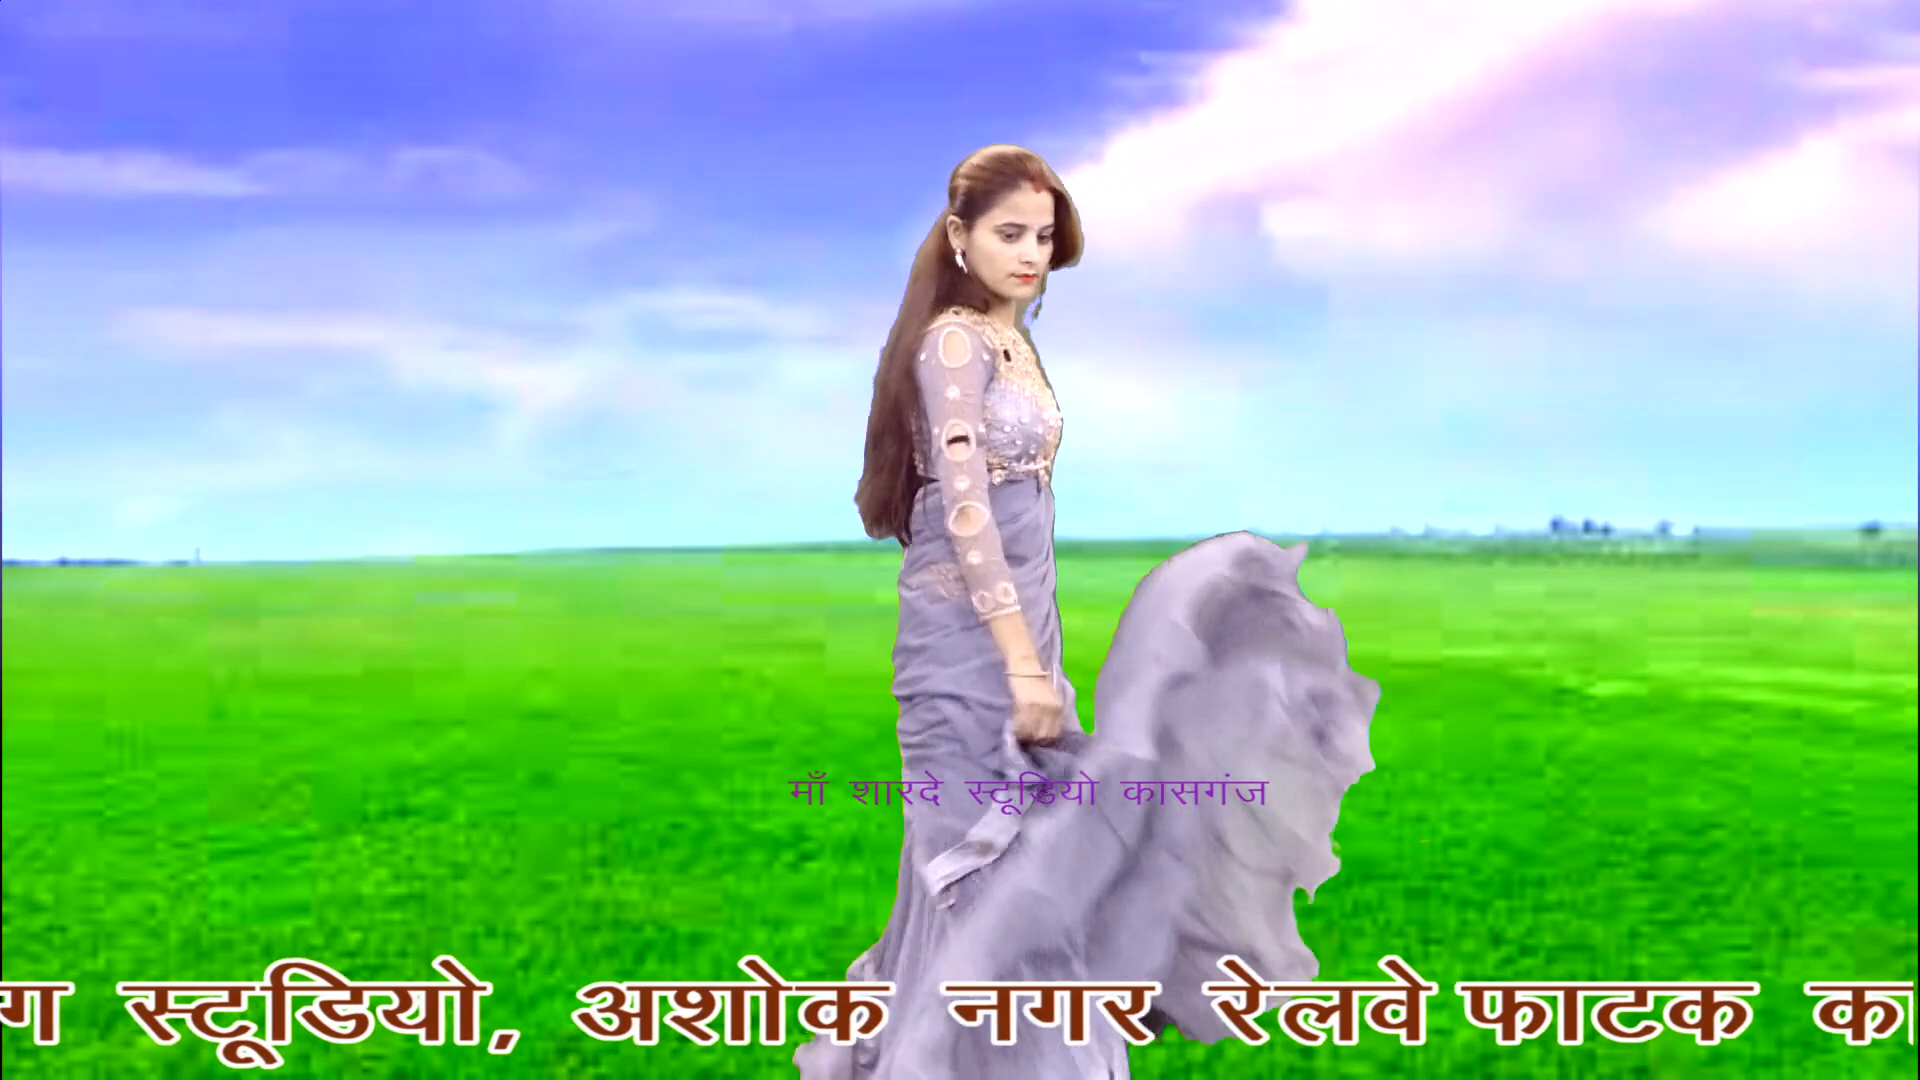 माँ शारदे स्टूडियो कासगंज
ग स्टूडियो, अशोक नगर रेलवे फाटक का